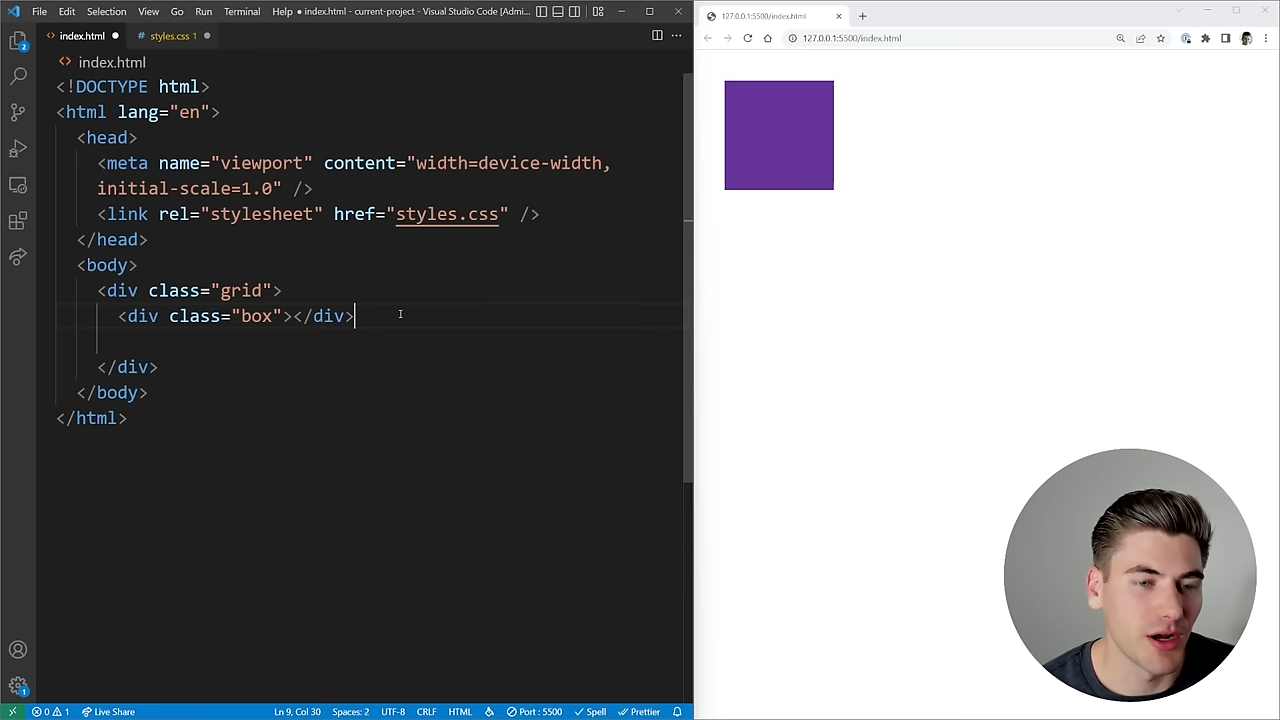 File Edit Selection View Go Run Terminal Help ● index.html - current-project - Visual Studio Code [Admi...
127.0.0.1:5500/index.html
index.html ● # styles.css 1 ●
127.0.0.1:5500/index.html
2
<> index.html
<!DOCTYPE html>
<html lang="en">
<head>
<meta name="viewport" content="width=device-width,
initial-scale=1.0" />
<link rel="stylesheet" href="styles.css" />
</head>
<body>
<div class="grid">
<div class="box"></div>
</div>
</body>
</html>
1
0 1 Live Share Ln 9, Col 30 Spaces: 2 UTF-8 CRLF HTML Port : 5500 Spell Prettier